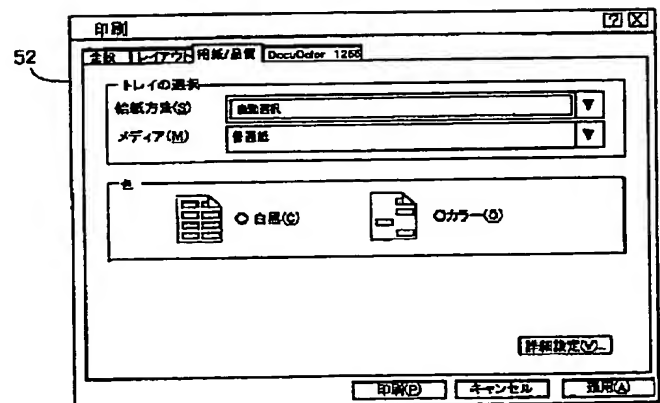 印刷
全般 レイアウト 用紙/品質 DocuColor 1255
52
トレイの選択
給紙方法(S) 自動選択
メディア(M) 普通紙
色
白黒(C) カラー(O)
詳細設定(V)...
印刷(P) キャンセル 適用(A)